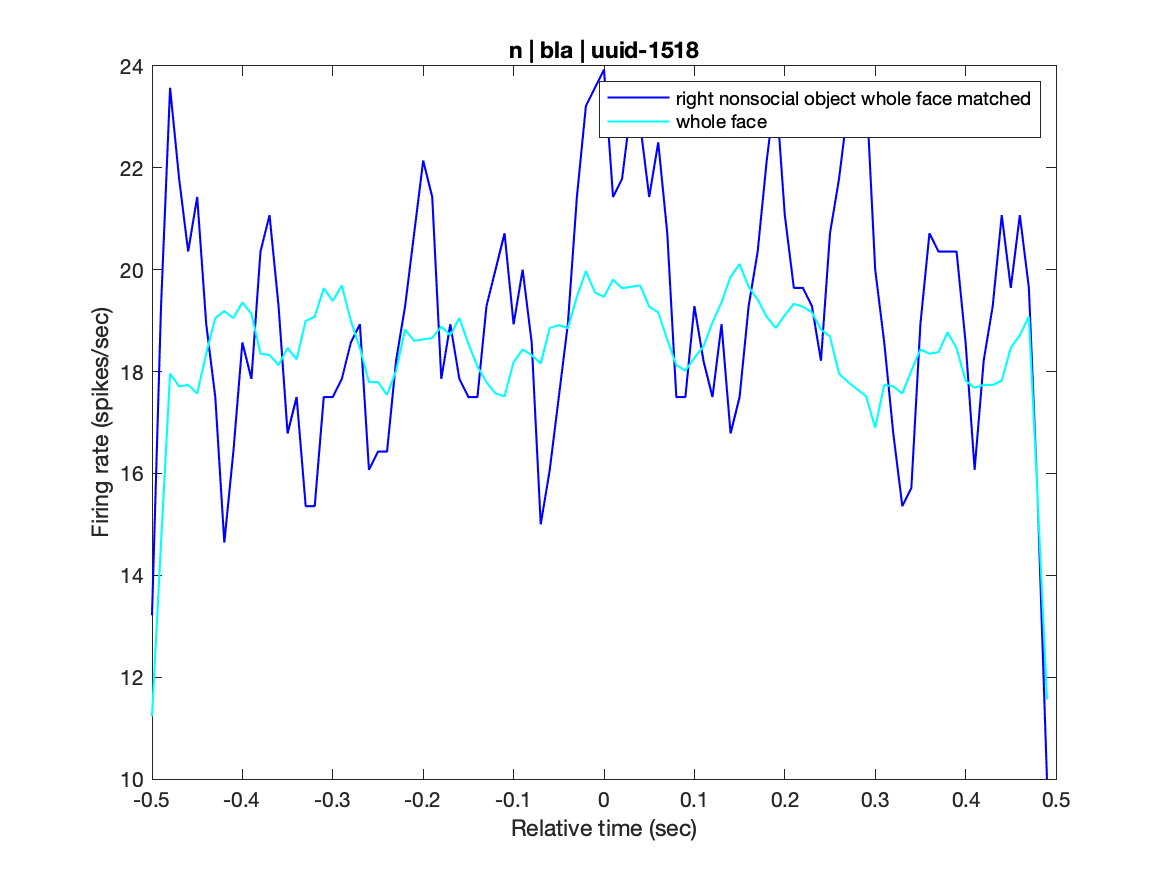 n | bla | uuid-1518
right nonsocial object whole face matched
whole face
24
22
20
18
16
14
12
10
Firing rate (spikes/sec)
-0.5 -0.4 -0.3 -0.2 -0.1 0 0.1 0.2 0.3 0.4 0.5
Relative time (sec)